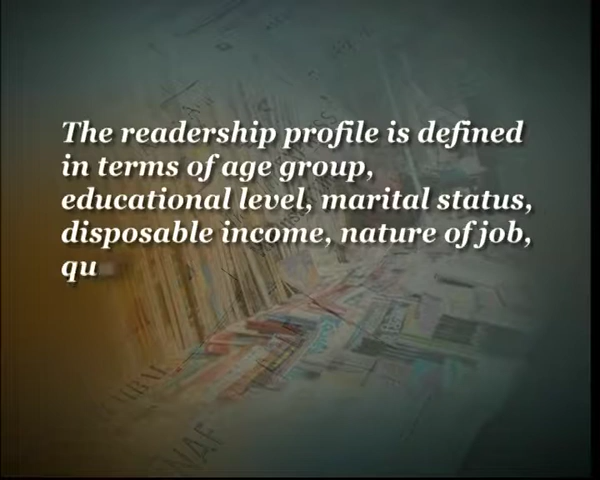 The readership profile is defined
in terms of age group,
educational level, marital status,
disposable income, nature of job,
qu
NAF